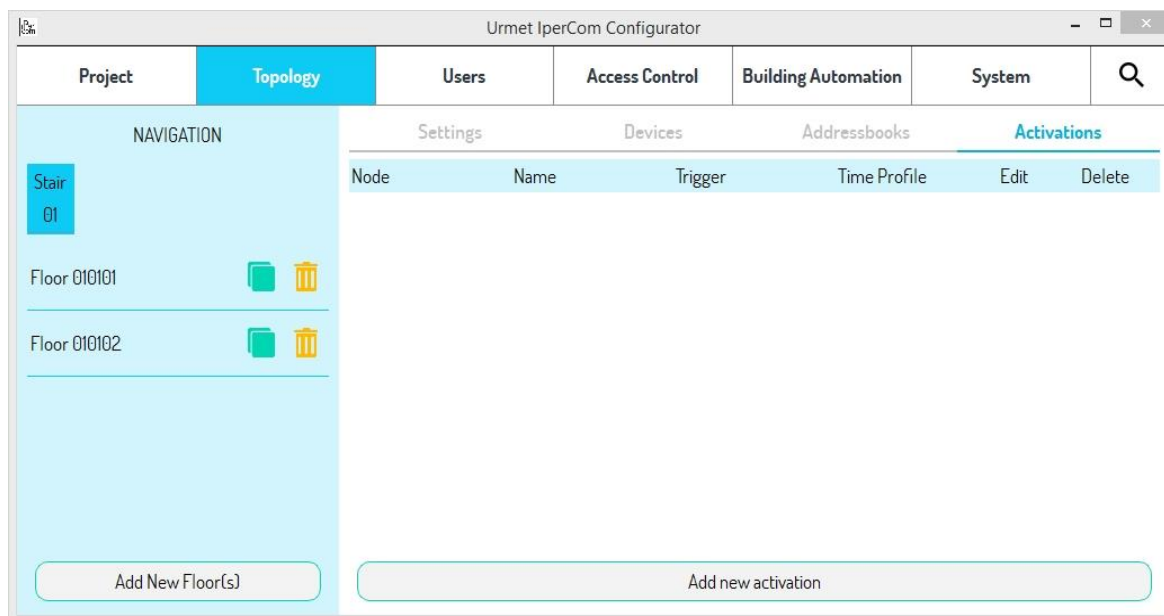 Urmet IperCom Configurator
Project Topology Users Access Control Building Automation System
NAVIGATION
Settings Devices Addressbooks Activations
Node Name Trigger Time Profile Edit Delete
Stair
01
Floor 010101
Floor 010102
Add New Floor(s)
Add new activation